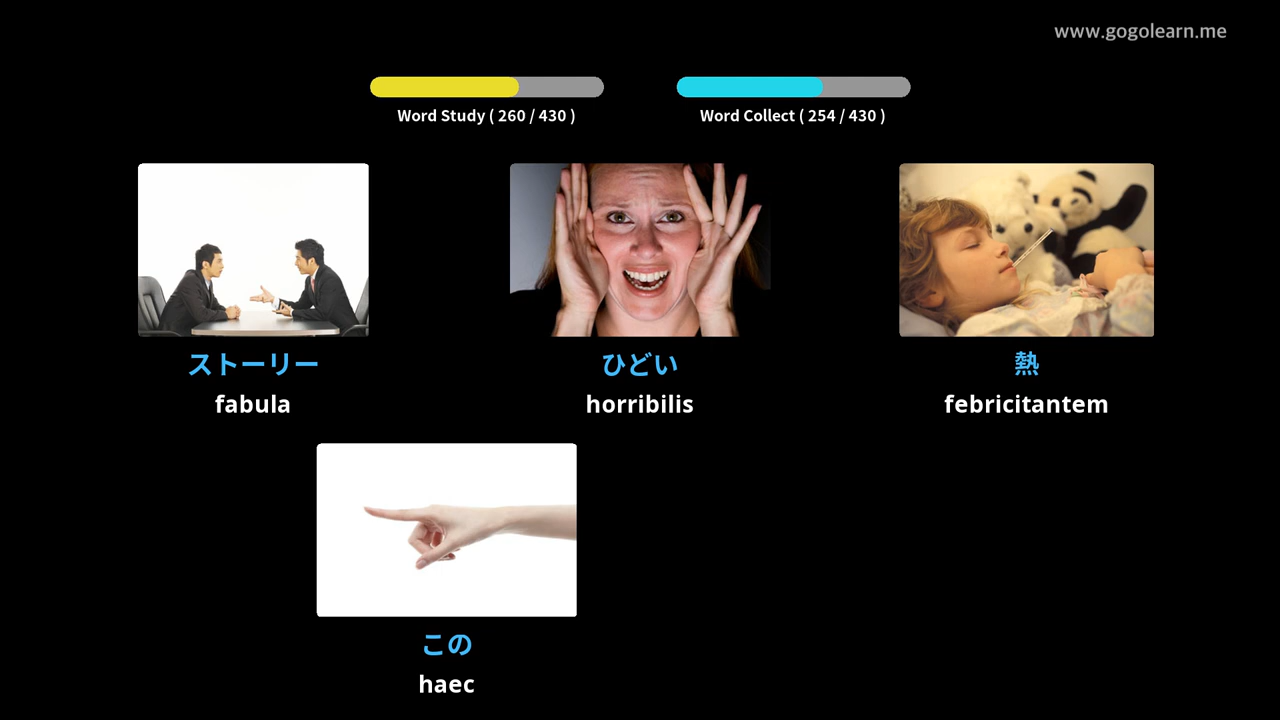 www.gogolearn.me
Word Study ( 260 / 430 )
Word Collect ( 254 / 430 )
ストーリー
fabula
ひどい
horribilis
熱
febricitantem
この
haec